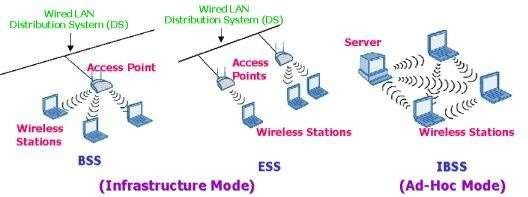 Wired LAN
Distribution System (DS)
Access Point
Wireless
Stations
BSS
Wired LAN
Distribution System (DS)
Access
Points
Wireless Stations
ESS
(Infrastructure Mode)
Server
Wireless Stations
IBSS
(Ad-Hoc Mode)